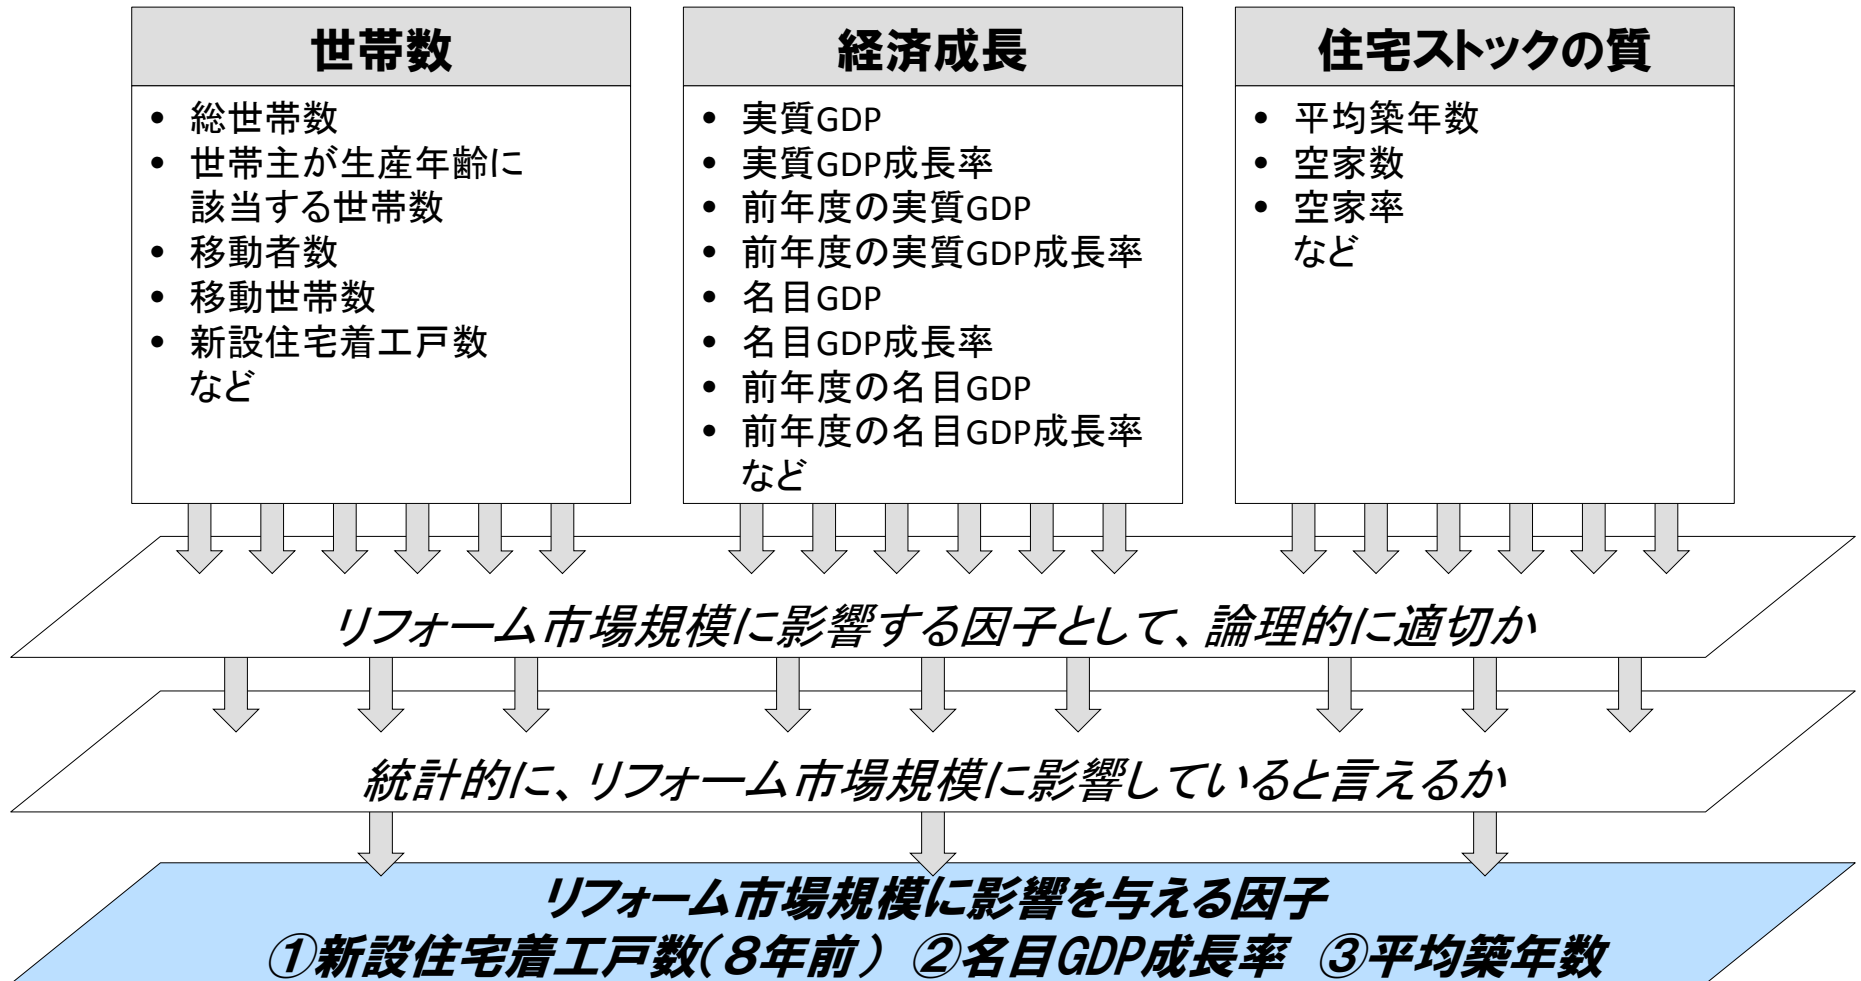 世帯数
• 総世帯数
• 世帯主が生産年齢に
該当する世帯数
• 移動者数
• 移動世帯数
• 新設住宅着工戸数
など
経済成長
• 実質GDP
• 実質GDP成長率
• 前年度の実質GDP
• 前年度の実質GDP成長率
• 名目GDP
• 名目GDP成長率
• 前年度の名目GDP
• 前年度の名目GDP成長率
など
住宅ストックの質
• 平均築年数
• 空家数
• 空家率
など
リフォーム市場規模に影響する因子として、論理的に適切か
統計的に、リフォーム市場規模に影響していると言えるか
リフォーム市場規模に影響を与える因子
①新設住宅着工戸数(8年前) ②名目GDP成長率 ③平均築年数